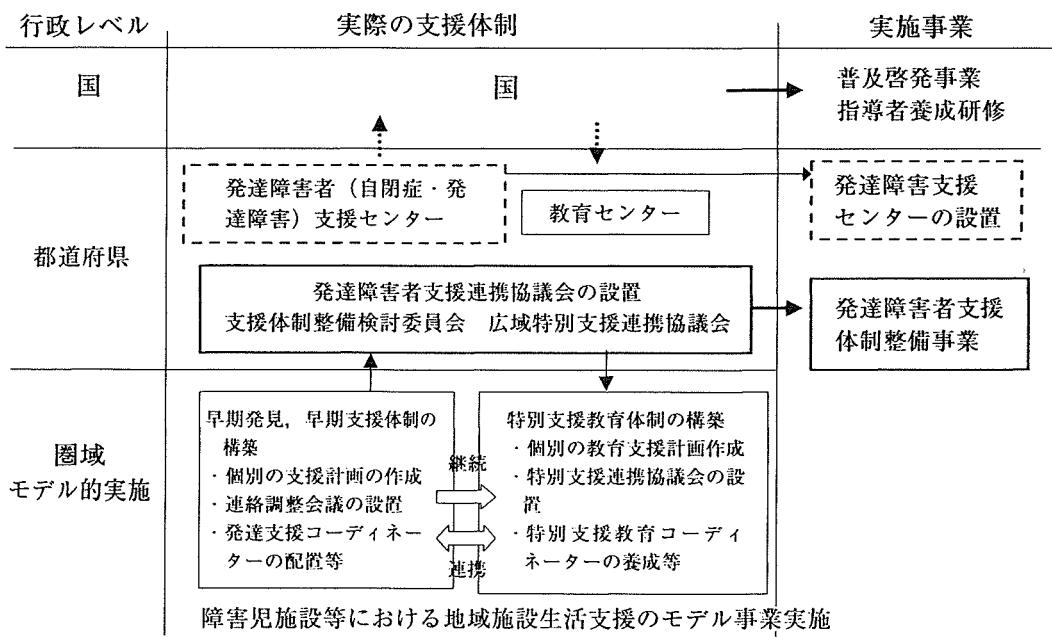 行政レベル
実際の支援体制
実施事業
国
国
普及啓発事業
指導者養成研修
都道府県
発達障害者（自閉症・発
達障害）支援センター
教育センター
発達障害支援
センターの設置
発達障害者支援連携協議会の設置
支援体制整備検討委員会　広域特別支援連携協議会
発達障害者支援
体制整備事業
圏域
モデル的実施
早期発見，早期支援体制の
構築
・個別の支援計画の作成
・連絡調整会議の設置
・発達支援コーディネー
ターの配置等
継続
連携
特別支援教育体制の構築
・個別の教育支援計画作成
・特別支援連携協議会の設
置
・特別支援教育コーディ
ネーターの養成等
障害児施設等における地域施設生活支援のモデル事業実施